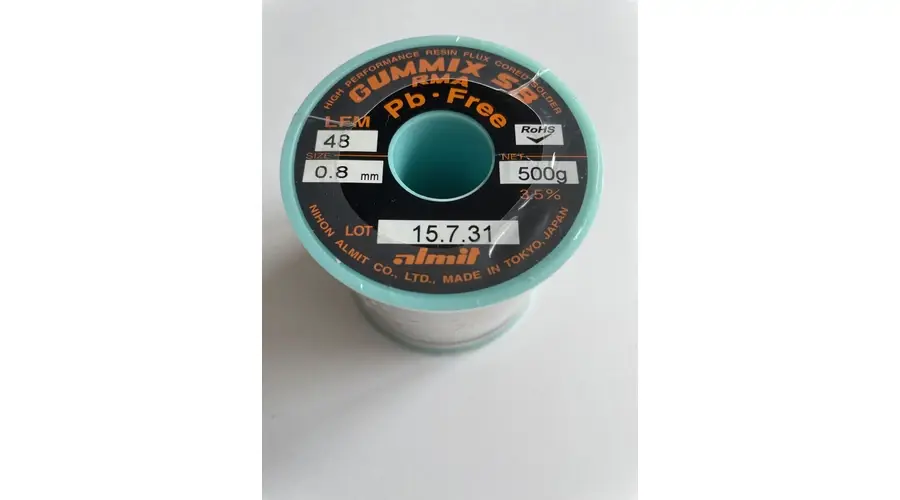 HIGH PERFORMANCE RESIN FLUX CORED SOLDER
GUMMIX SB
RMA
Pb·Free
LFM
48
RoHS
SIZE
0.8 mm
NET
500g
3.5%
LOT 15.7.31
almit
NIHON ALMIT CO., LTD., MADE IN TOKYO, JAPAN